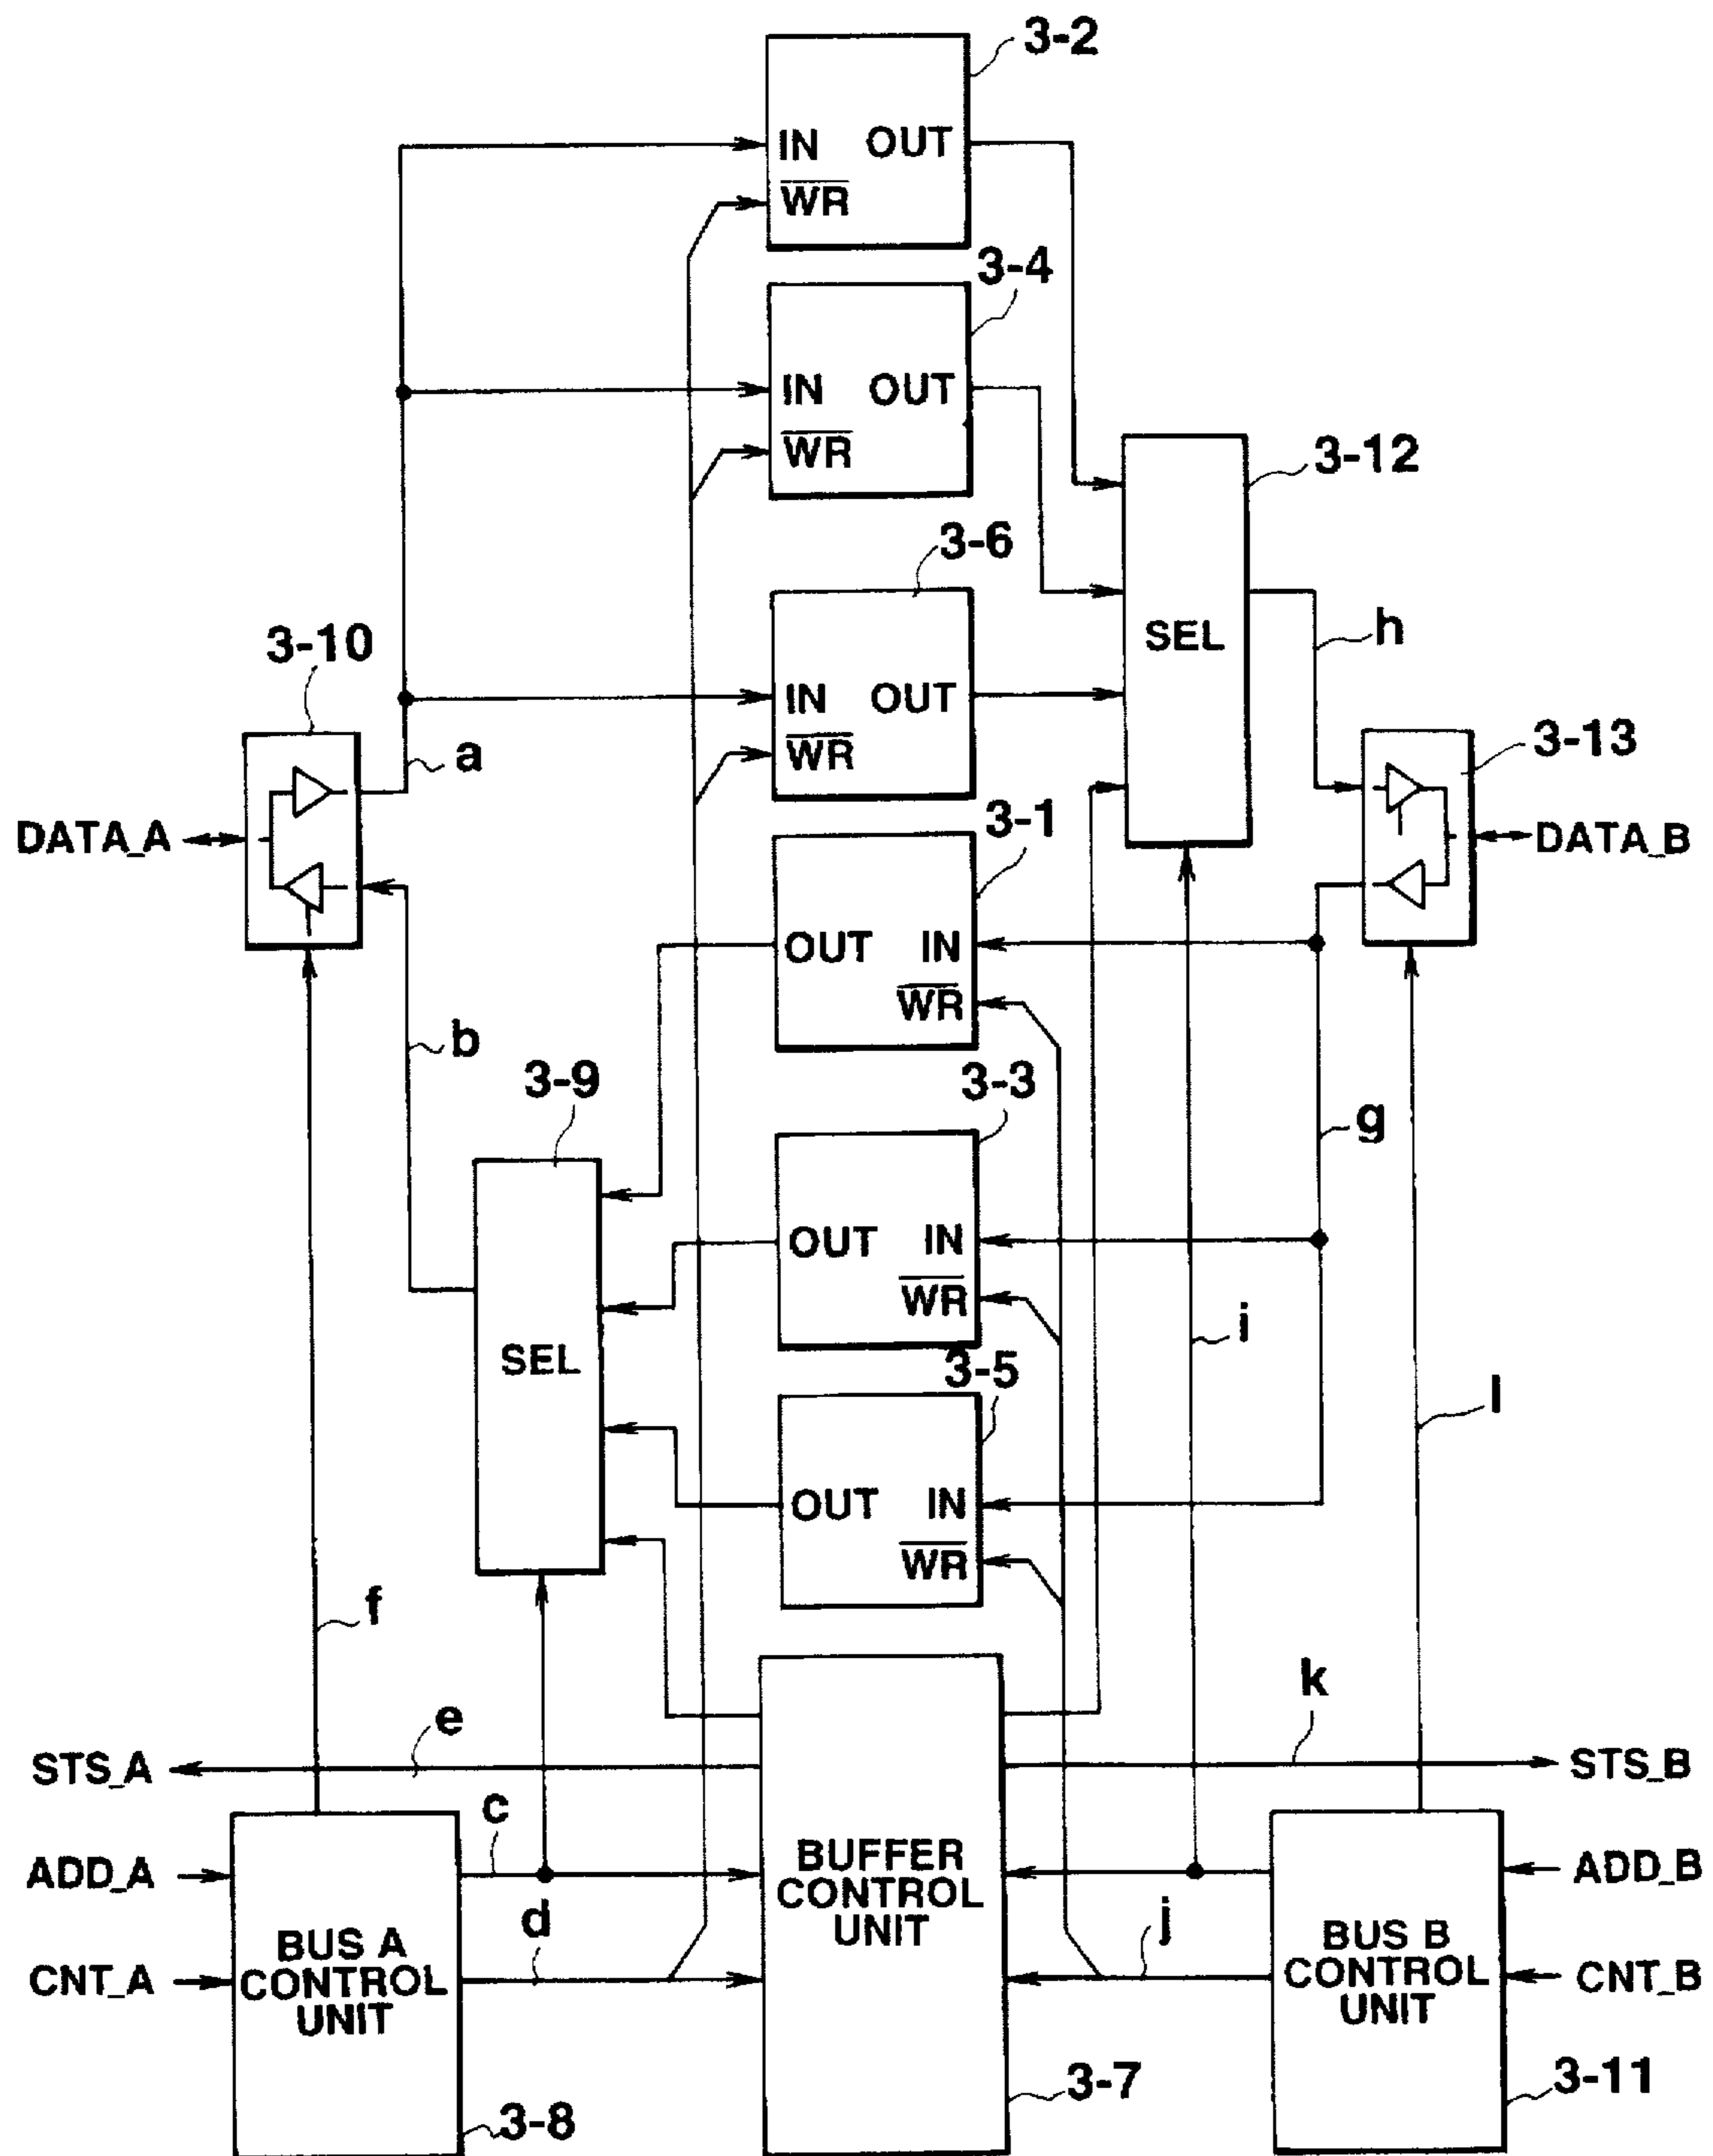 3-2
IN OUT
WR
3-4
IN OUT
WR
3-12
SEL
3-6
IN OUT
WR
h
3-10
a
DATA_A
3-13
DATA_B
3-1
OUT IN
WR
b
3-9
SEL
3-3
OUT IN
WR
g
i
3-5
OUT IN
WR
l
f
e
k
STS_A
STS_B
c
ADD_A
ADD_B
d
j
CNT_A
CNT_B
BUS A
CONTROL
UNIT
BUFFER
CONTROL
UNIT
BUS B
CONTROL
UNIT
3-8
3-7
3-11